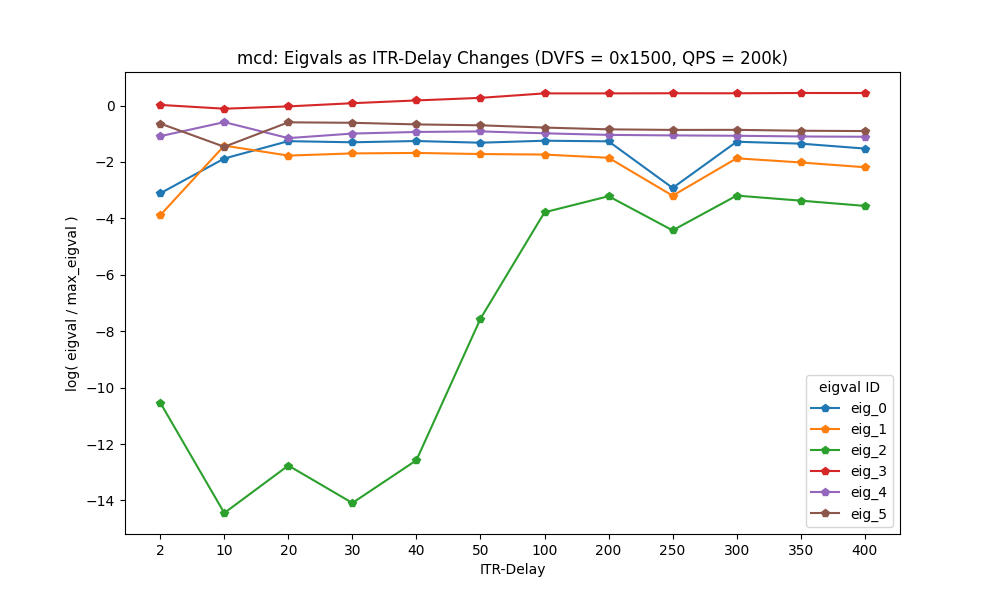 mcd: Eigvals as ITR-Delay Changes (DVFS = 0x1500, QPS = 200k)
log( eigval / max_eigval )
0
−2
−4
−6
−8
−10
−12
−14
2 10 20 30 40 50 100 200 250 300 350 400
ITR-Delay
eigval ID
eig_0
eig_1
eig_2
eig_3
eig_4
eig_5